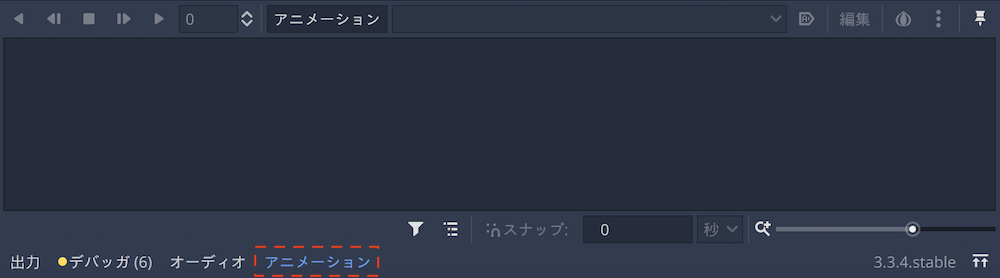 0 アニメーション 編集
スナップ: 0 秒
出力 デバッガ (6) オーディオ アニメーション 3.3.4.stable